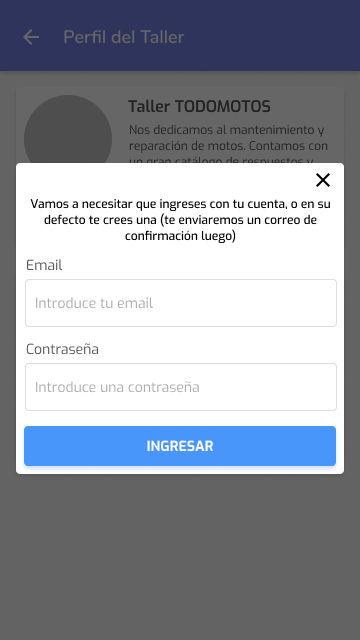 Perfil del Taller
Taller TODOMOTOS
Nos dedicamos al mantenimiento y
reparación de motos. Contamos con
un gran catálogo de respuestos y
Vamos a necesitar que ingreses con tu cuenta, o en su
defecto te crees una (te enviaremos un correo de
confirmación luego)
Email
Introduce tu email
Contraseña
Introduce una contraseña
INGRESAR